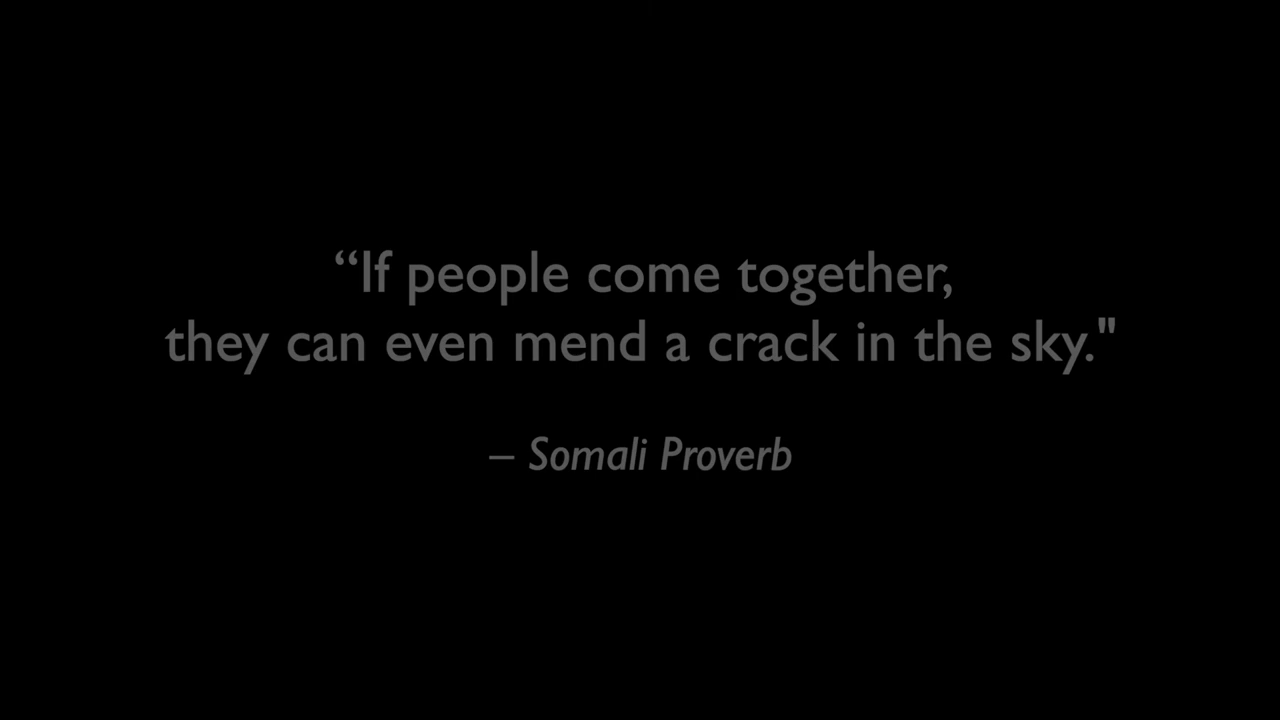 “If people come together,
they can even mend a crack in the sky."
– Somali Proverb